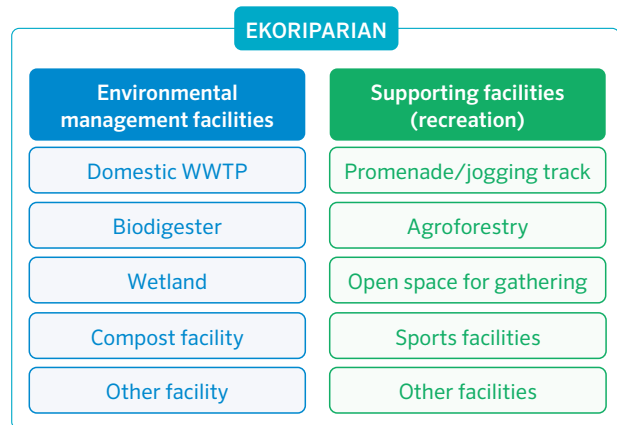 EKORIPARIAN
Environmental
management facilities
Domestic WWTP
Biodigester
Wetland
Compost facility
Other facility
Supporting facilities
(recreation)
Promenade/jogging track
Agroforestry
Open space for gathering
Sports facilities
Other facilities